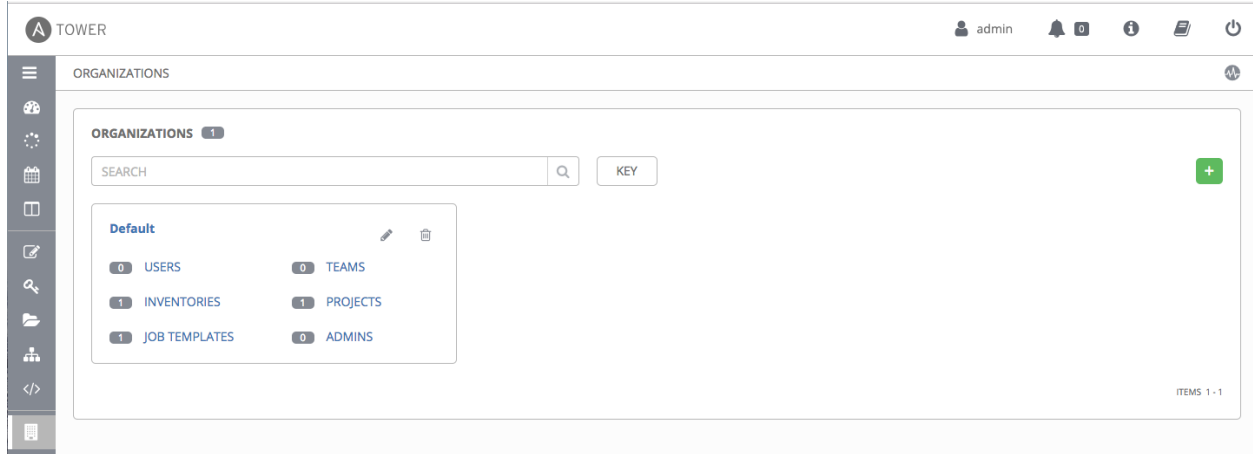 A TOWER admin 0
ORGANIZATIONS
ORGANIZATIONS 1
SEARCH KEY +
Default
0 USERS 0 TEAMS
1 INVENTORIES 1 PROJECTS
1 JOB TEMPLATES 0 ADMINS
ITEMS 1 - 1